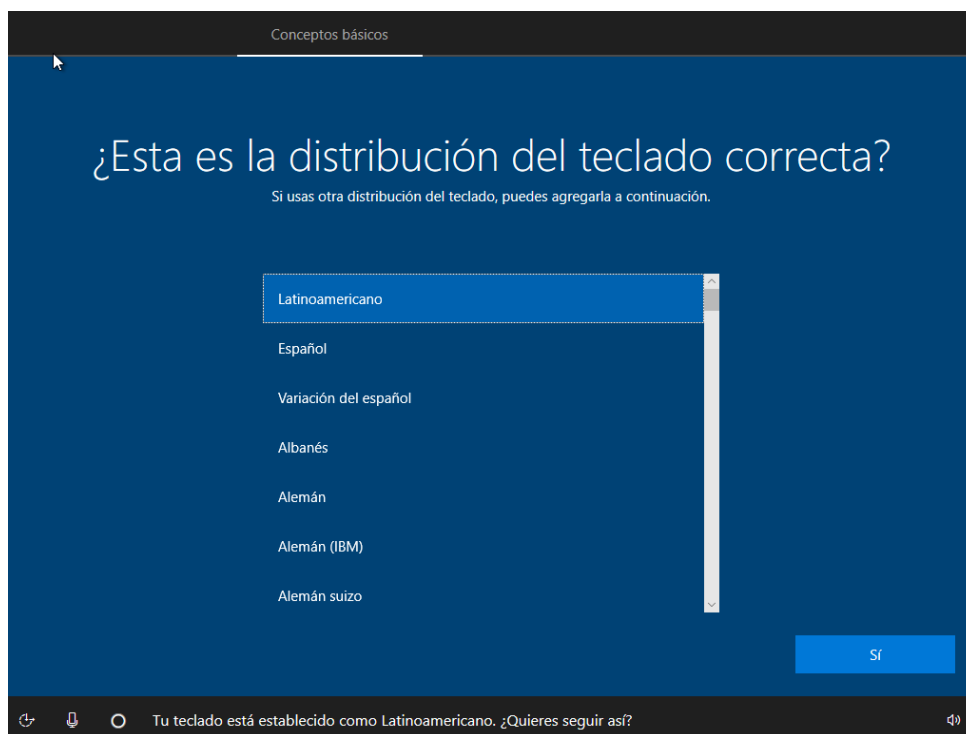 Conceptos básicos
¿Esta es la distribución del teclado correcta?
Si usas otra distribución del teclado, puedes agregarla a continuación.
Latinoamericano
Español
Variación del español
Albanés
Alemán
Alemán (IBM)
Alemán suizo
Sí
Tu teclado está establecido como Latinoamericano. ¿Quieres seguir así?